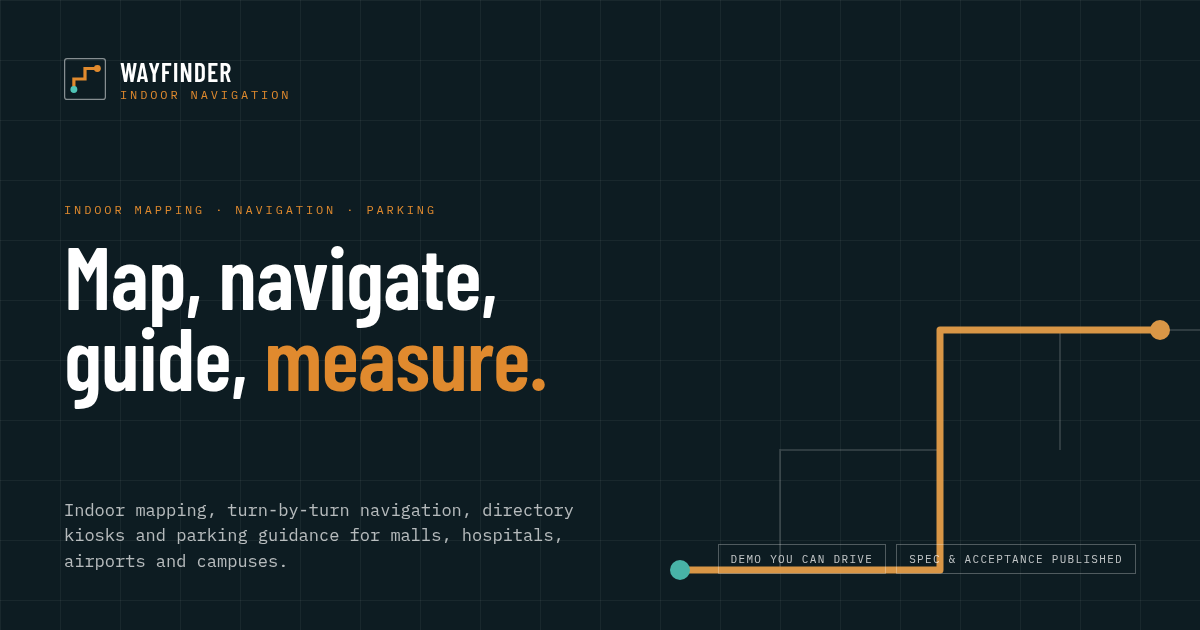 WAYFINDER
INDOOR NAVIGATION
INDOOR MAPPING · NAVIGATION · PARKING
Map, navigate,
guide, measure.
Indoor mapping, turn-by-turn navigation, directory
kiosks and parking guidance for malls, hospitals,
airports and campuses.
DEMO YOU CAN DRIVE
SPEC & ACCEPTANCE PUBLISHED